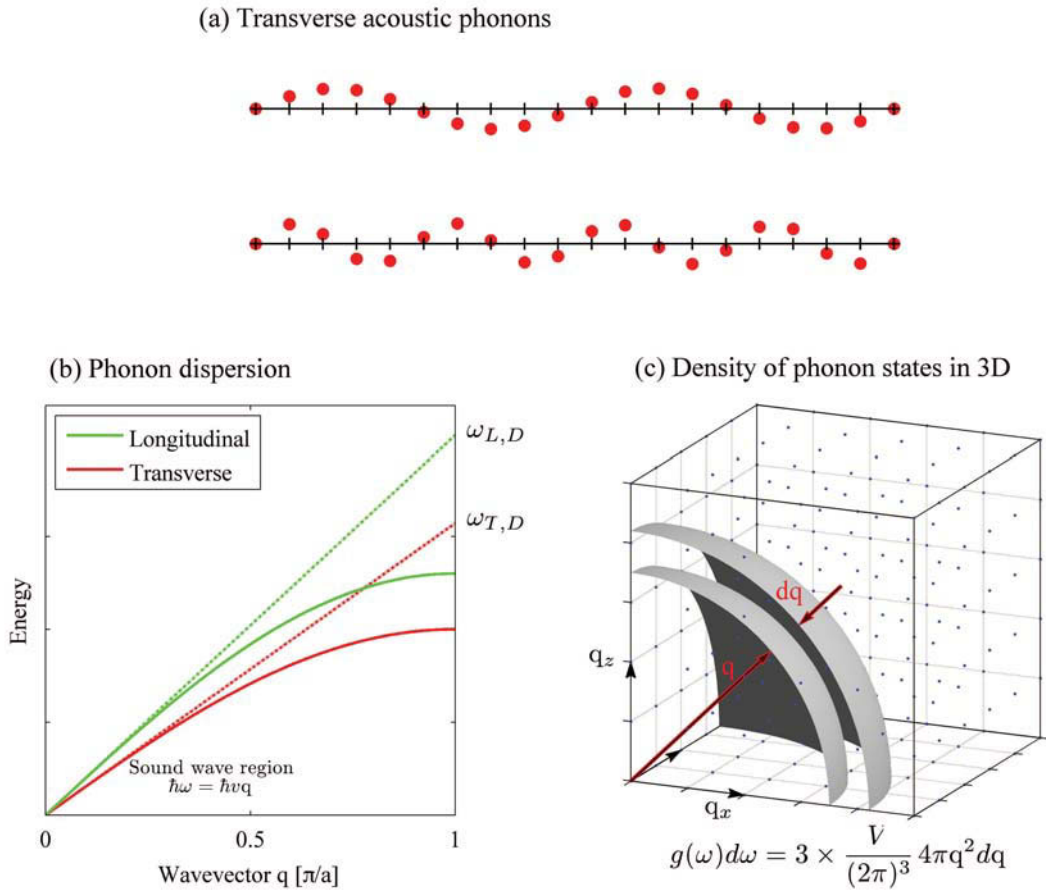 (a) Transverse acoustic phonons
(b) Phonon dispersion
Longitudinal
Transverse
ω_{L,D}
ω_{T,D}
Energy
Sound wave region
ħω = ħvq
0
0.5
1
Wavevector q [π/a]
(c) Density of phonon states in 3D
dq
q
q_z
q_x
g(ω)dω = 3 × \frac{V}{(2π)^3} 4πq^2dq